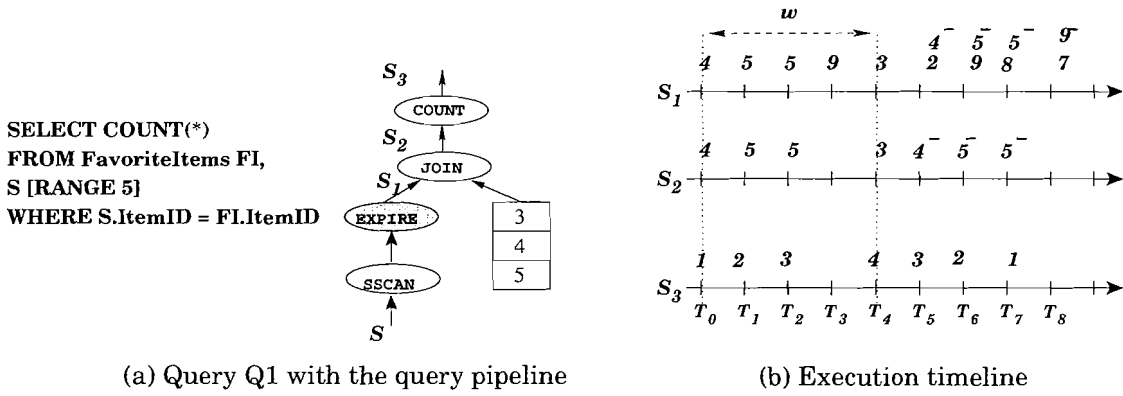 SELECT COUNT(*)
FROM FavoriteItems FI,
S [RANGE 5]
WHERE S.ItemID = FI.ItemID
S3
COUNT
S2
JOIN
S1
EXPIRE
3
4
5
SSCAN
S
(a) Query Q1 with the query pipeline
w
4⁻ 5⁻ 5⁻ 9⁻
4 5 5 9 3 2 9 8 7
S1
4 5 5 3 4⁻ 5⁻ 5⁻
S2
1 2 3 4 3 2 1
S3
T0 T1 T2 T3 T4 T5 T6 T7 T8
(b) Execution timeline